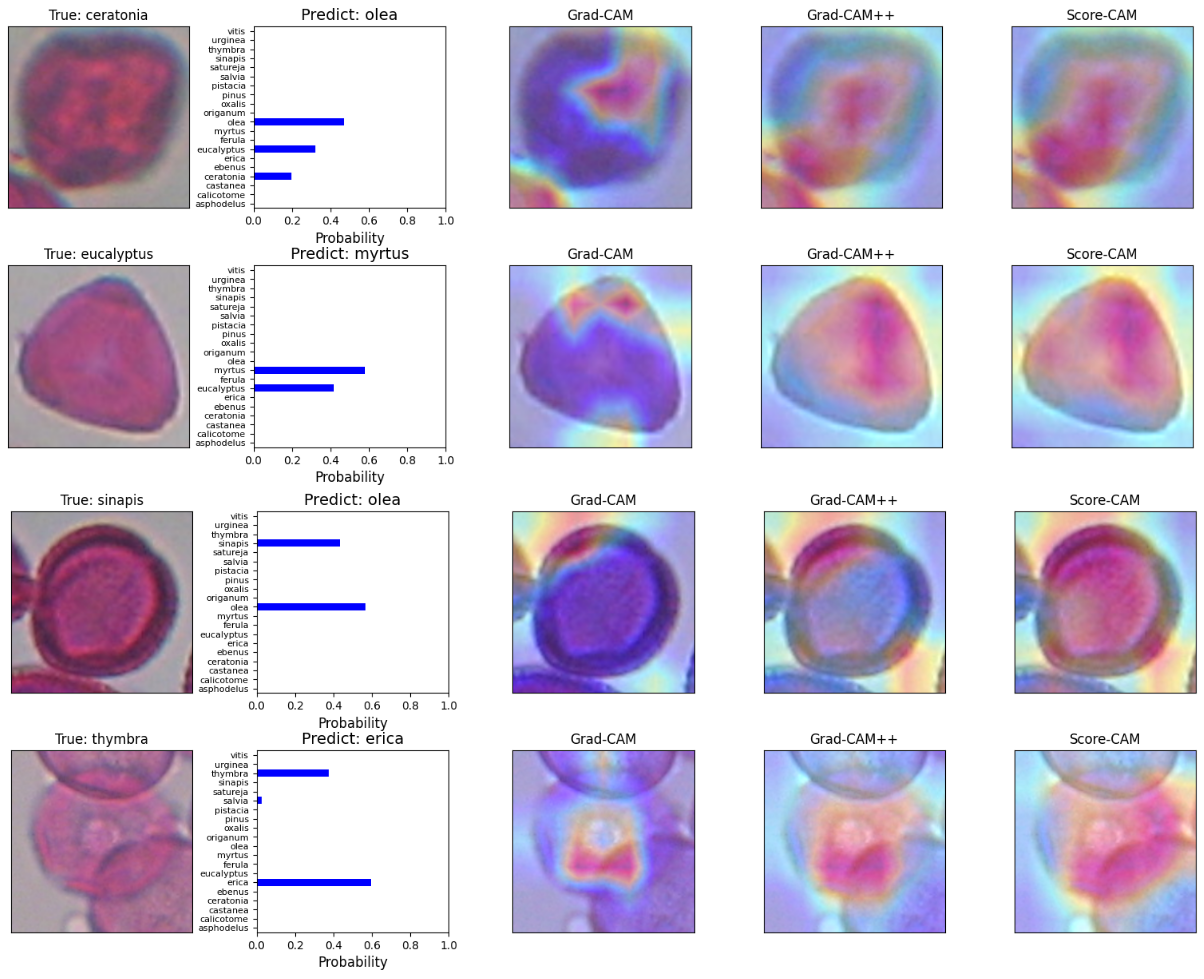 True: ceratonia
Predict: olea
Grad-CAM
Grad-CAM++
Score-CAM
vitis
urginea
thymbra
sinapis
satureja
salvia
pistacia
pinus
oxalis
origanum
olea
myrtus
ferula
eucalyptus
erica
ebenus
ceratonia
castanea
calicotome
asphodelus
0.0 0.2 0.4 0.6 0.8 1.0
Probability
True: eucalyptus
Predict: myrtus
Grad-CAM
Grad-CAM++
Score-CAM
vitis
urginea
thymbra
sinapis
satureja
salvia
pistacia
pinus
oxalis
origanum
olea
myrtus
ferula
eucalyptus
erica
ebenus
ceratonia
castanea
calicotome
asphodelus
0.0 0.2 0.4 0.6 0.8 1.0
Probability
True: sinapis
Predict: olea
Grad-CAM
Grad-CAM++
Score-CAM
vitis
urginea
thymbra
sinapis
satureja
salvia
pistacia
pinus
oxalis
origanum
olea
myrtus
ferula
eucalyptus
erica
ebenus
ceratonia
castanea
calicotome
asphodelus
0.0 0.2 0.4 0.6 0.8 1.0
Probability
True: thymbra
Predict: erica
Grad-CAM
Grad-CAM++
Score-CAM
vitis
urginea
thymbra
sinapis
satureja
salvia
pistacia
pinus
oxalis
origanum
olea
myrtus
ferula
eucalyptus
erica
ebenus
ceratonia
castanea
calicotome
asphodelus
0.0 0.2 0.4 0.6 0.8 1.0
Probability